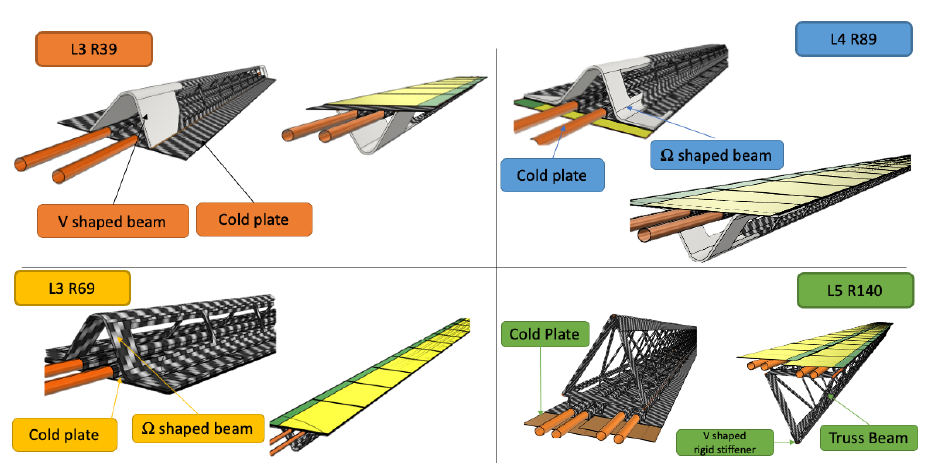 L3 R39
V shaped beam
Cold plate
L4 R89
Cold plate
Ω shaped beam
L3 R69
Cold plate
Ω shaped beam
L5 R140
Cold Plate
V shaped
rigid stiffener
Truss Beam